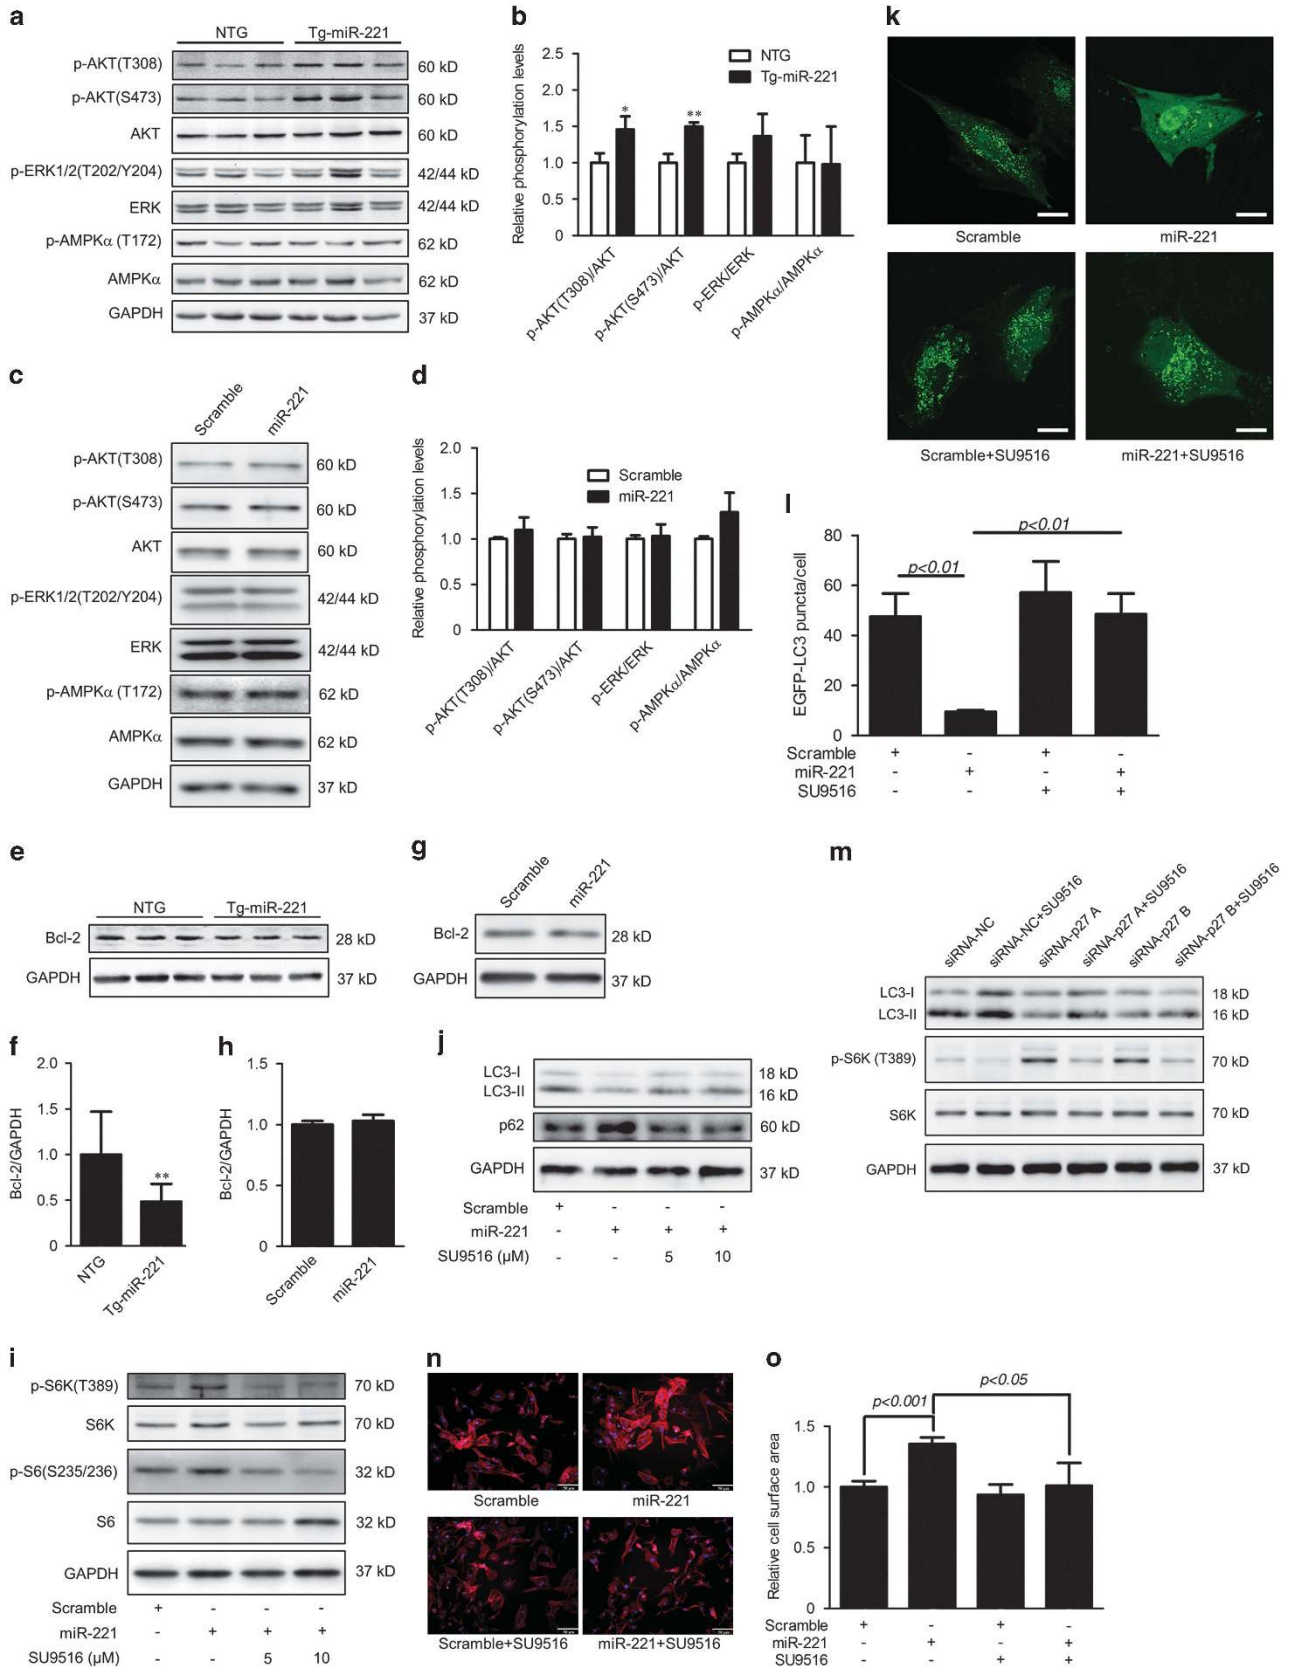 a
NTG Tg-miR-221
p-AKT(T308) 60 kD
p-AKT(S473) 60 kD
AKT 60 kD
p-ERK1/2(T202/Y204) 42/44 kD
ERK 42/44 kD
p-AMPKα (T172) 62 kD
AMPKα 62 kD
GAPDH 37 kD
b
Relative phosphorylation levels
2.5
2.0
1.5
1.0
0.5
0
NTG
Tg-miR-221
*
**
p-AKT(T308)/AKT
p-AKT(S473)/AKT
p-ERK/ERK
p-AMPKα/AMPKα
k
Scramble
miR-221
Scramble+SU9516
miR-221+SU9516
c
Scramble
miR-221
p-AKT(T308) 60 kD
p-AKT(S473) 60 kD
AKT 60 kD
p-ERK1/2(T202/Y204) 42/44 kD
ERK 42/44 kD
p-AMPKα (T172) 62 kD
AMPKα 62 kD
GAPDH 37 kD
d
Relative phosphorylation levels
2.0
1.5
1.0
0.5
0
Scramble
miR-221
p-AKT(T308)/AKT
p-AKT(S473)/AKT
p-ERK/ERK
p-AMPKα/AMPKα
l
EGFP-LC3 puncta/cell
80
60
40
20
0
p<0.01
p<0.01
Scramble + - + -
miR-221 - + - +
SU9516 - - + +
e
NTG Tg-miR-221
Bcl-2 28 kD
GAPDH 37 kD
g
Scramble
miR-221
Bcl-2 28 kD
GAPDH 37 kD
m
siRNA-NC
siRNA-NC+SU9516
siRNA-p27 A
siRNA-p27 A+SU9516
siRNA-p27 B
siRNA-p27 B+SU9516
LC3-I 18 kD
LC3-II 16 kD
p-S6K (T389) 70 kD
S6K 70 kD
GAPDH 37 kD
f
Bcl-2/GAPDH
2.0
1.5
1.0
0.5
0
**
NTG
Tg-miR-221
h
Bcl-2/GAPDH
1.5
1.0
0.5
0
Scramble
miR-221
j
LC3-I 18 kD
LC3-II 16 kD
p62 60 kD
GAPDH 37 kD
Scramble + - - -
miR-221 - + + +
SU9516 (µM) - - 5 10
i
p-S6K(T389) 70 kD
S6K 70 kD
p-S6(S235/236) 32 kD
S6 32 kD
GAPDH 37 kD
Scramble + - - -
miR-221 - + + +
SU9516 (µM) - - 5 10
n
Scramble
miR-221
Scramble+SU9516
miR-221+SU9516
o
Relative cell surface area
1.5
1.0
0.5
0
p<0.001
p<0.05
Scramble + - + -
miR-221 - + - +
SU9516 - - + +